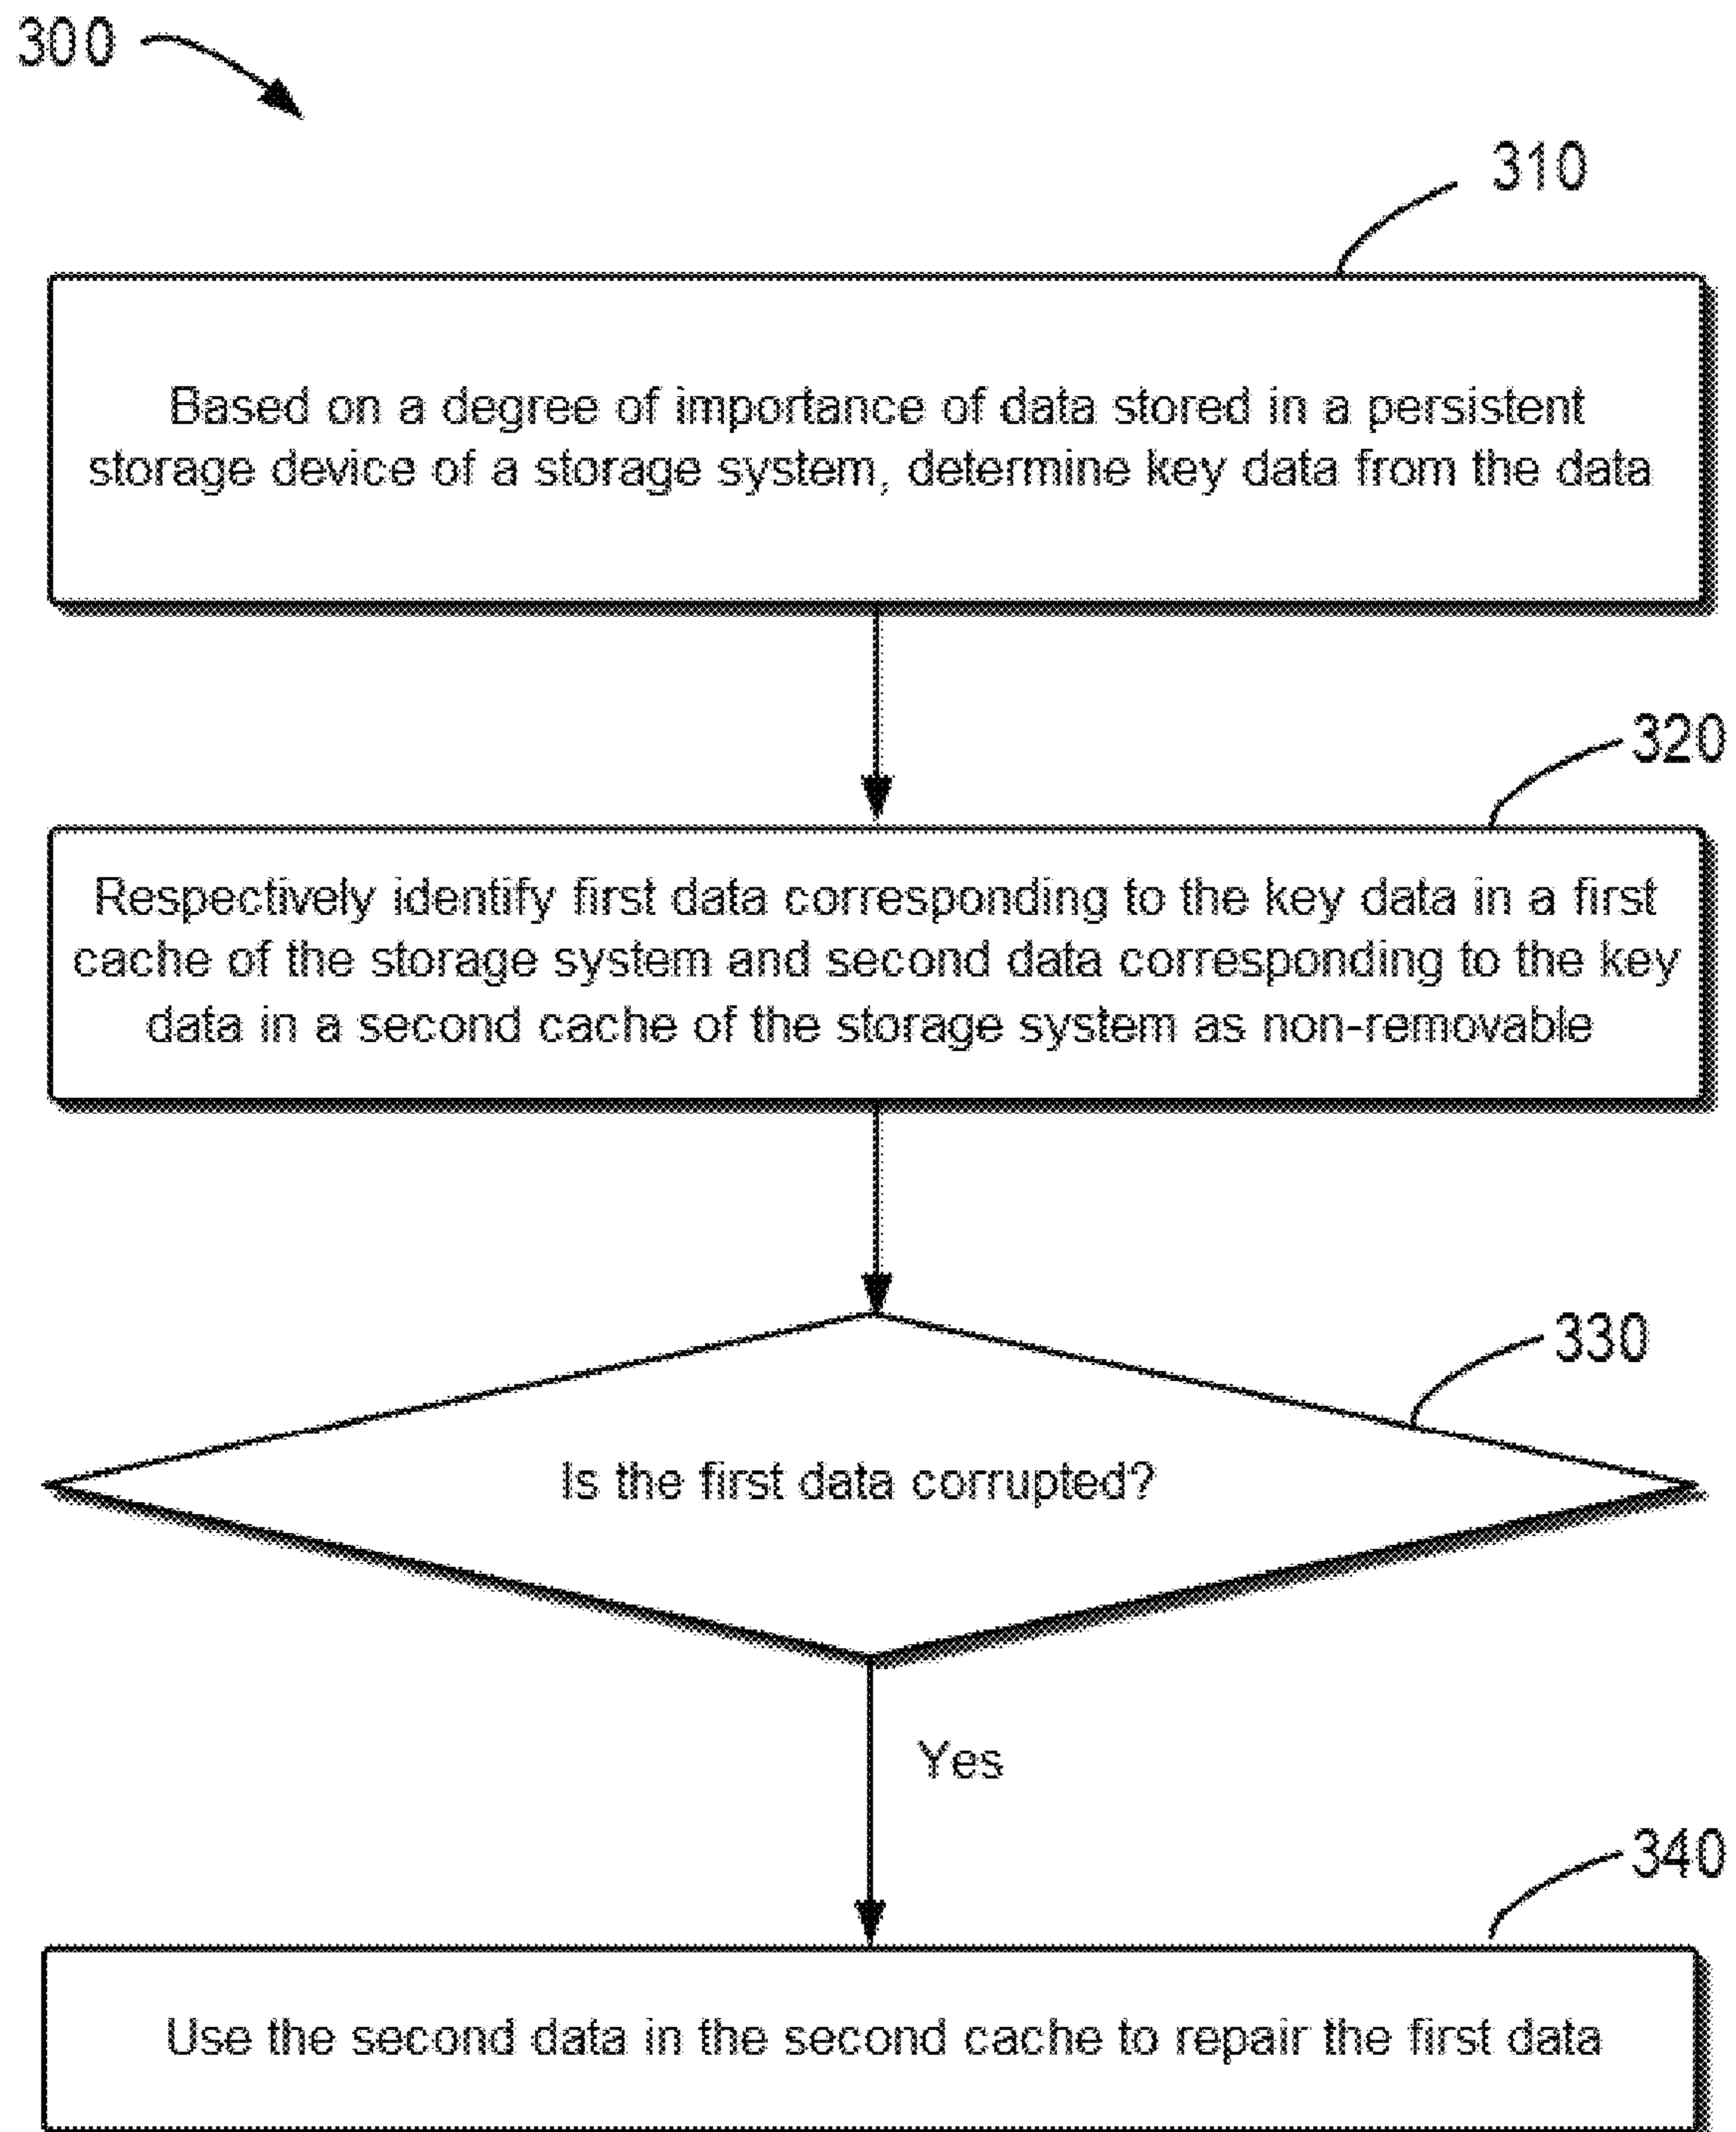 300
310
Based on a degree of importance of data stored in a persistent
storage device of a storage system, determine key data from the data
320
Respectively identify first data corresponding to the key data in a first
cache of the storage system and second data corresponding to the key
data in a second cache of the storage system as non-removable
330
Is the first data corrupted?
Yes
340
Use the second data in the second cache to repair the first data